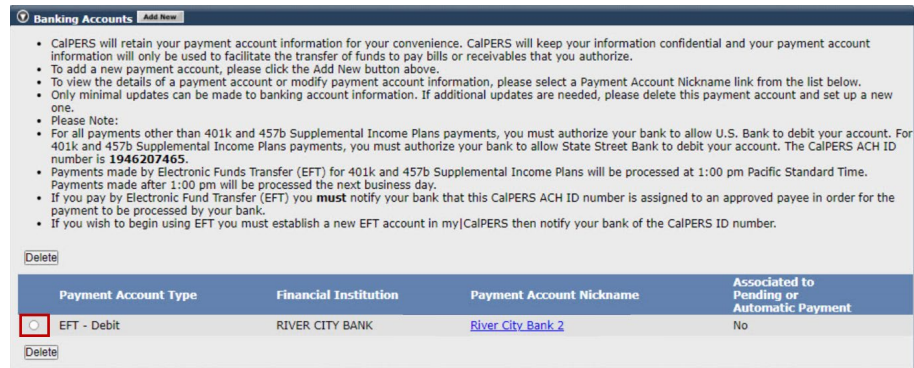 Banking Accounts Add New
• CalPERS will retain your payment account information for your convenience. CalPERS will keep your information confidential and your payment account
information will only be used to facilitate the transfer of funds to pay bills or receivables that you authorize.
• To add a new payment account, please click the Add New button above.
• To view the details of a payment account or modify payment account information, please select a Payment Account Nickname link from the list below.
• Only minimal updates can be made to banking account information. If additional updates are needed, please delete this payment account and set up a new
one.
• Please Note:
• For all payments other than 401k and 457b Supplemental Income Plans payments, you must authorize your bank to allow U.S. Bank to debit your account. For
401k and 457b Supplemental Income Plans payments, you must authorize your bank to allow State Street Bank to debit your account. The CalPERS ACH ID
number is 1946207465.
• Payments made by Electronic Funds Transfer (EFT) for 401k and 457b Supplemental Income Plans will be processed at 1:00 pm Pacific Standard Time.
Payments made after 1:00 pm will be processed the next business day.
• If you pay by Electronic Fund Transfer (EFT) you must notify your bank that this CalPERS ACH ID number is assigned to an approved payee in order for the
payment to be processed by your bank.
• If you wish to begin using EFT you must establish a new EFT account in my|CalPERS then notify your bank of the CalPERS ID number.
Delete
Payment Account Type Financial Institution Payment Account Nickname Associated to
Pending or
Automatic Payment
EFT - Debit RIVER CITY BANK River City Bank 2 No
Delete